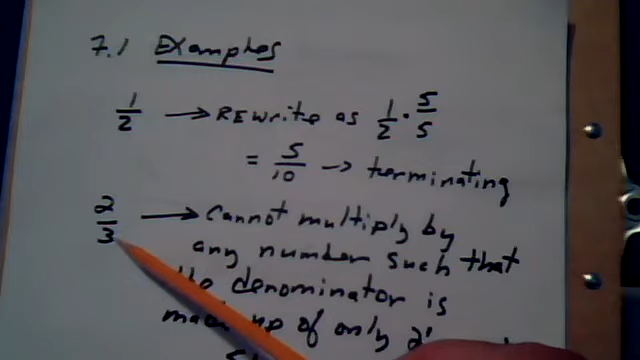 7.1 Examples
1/2 → REWrite as 1/2 · 5/5
= 5/10 → terminating
2/3 → Cannot multiply by
any number such that
the denominator is
made up of only 2's